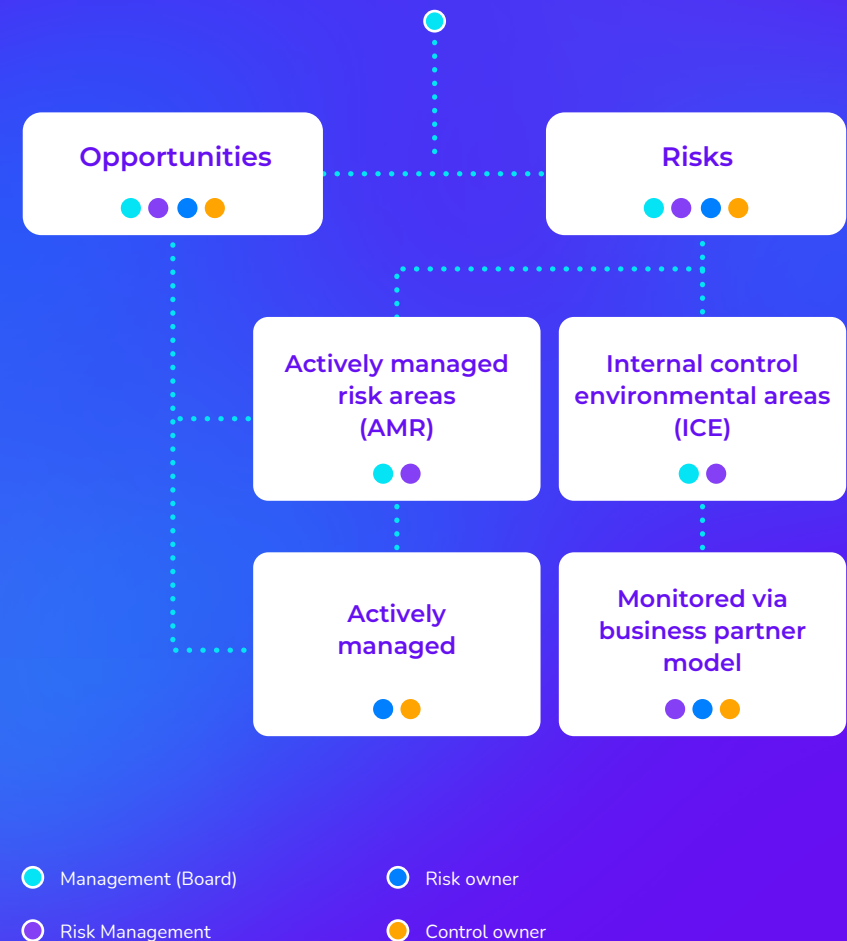 Opportunities
Risks
Actively managed
risk areas
(AMR)
Internal control
environmental areas
(ICE)
Actively
managed
Monitored via
business partner
model
Management (Board)
Risk owner
Risk Management
Control owner